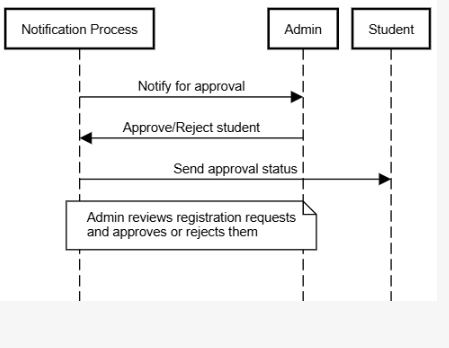 Notification Process
Admin
Student
Notify for approval
Approve/Reject student
Send approval status
Admin reviews registration requests
and approves or rejects them